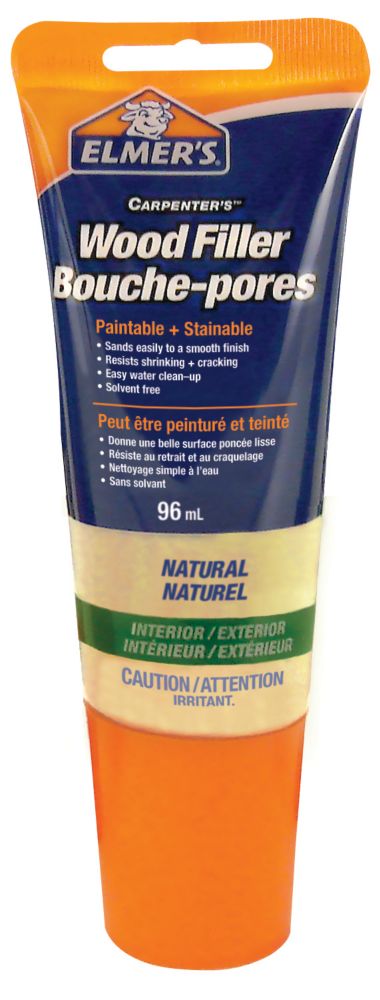 ELMER'S
CARPENTER'S™
Wood Filler
Bouche-pores
Paintable + Stainable
• Sands easily to a smooth finish
• Resists shrinking + cracking
• Easy water clean-up
• Solvent free
Peut être peinturé et teinté
• Donne une belle surface poncée lisse
• Résiste au retrait et au craquelage
• Nettoyage simple à l'eau
• Sans solvant
96 mL
NATURAL
NATUREL
INTERIOR/EXTERIOR
INTÉRIEUR/EXTÉRIEUR
CAUTION/ATTENTION
IRRITANT.